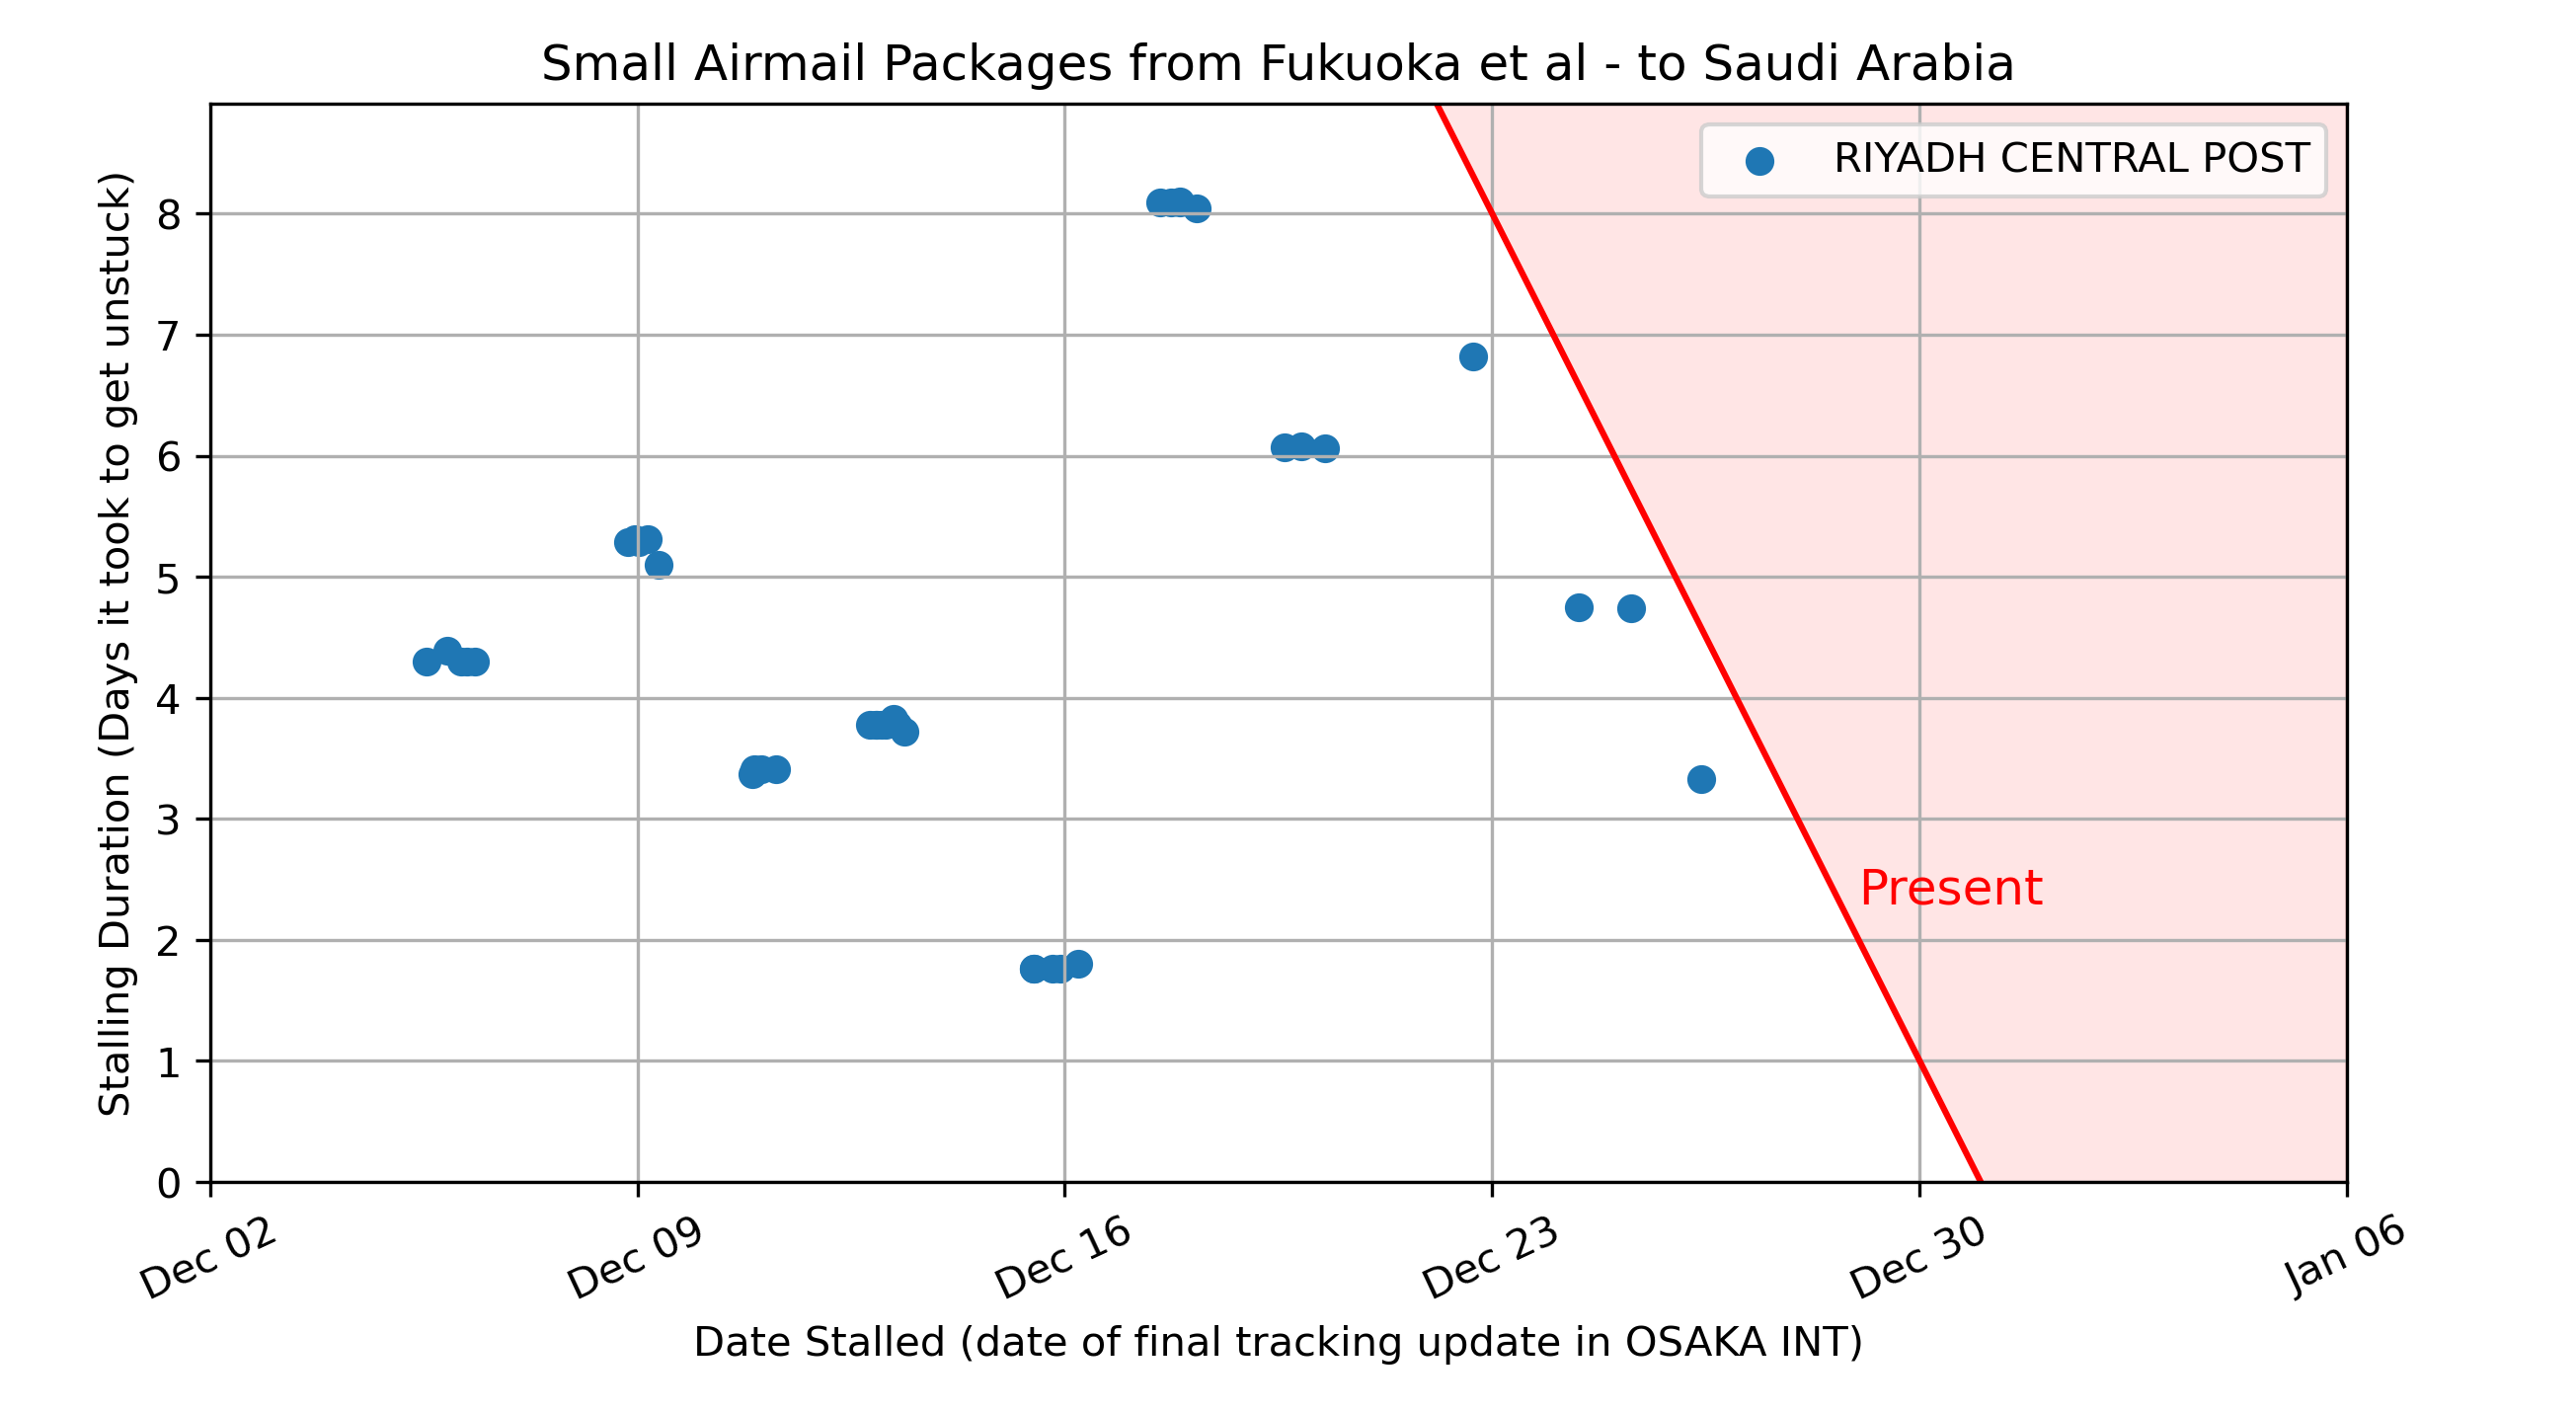 Small Airmail Packages from Fukuoka et al - to Saudi Arabia
RIYADH CENTRAL POST
Stalling Duration (Days it took to get unstuck)
8
7
6
5
4
3
2
1
0
Present
Dec 02
Dec 09
Dec 16
Dec 23
Dec 30
Jan 06
Date Stalled (date of final tracking update in OSAKA INT)